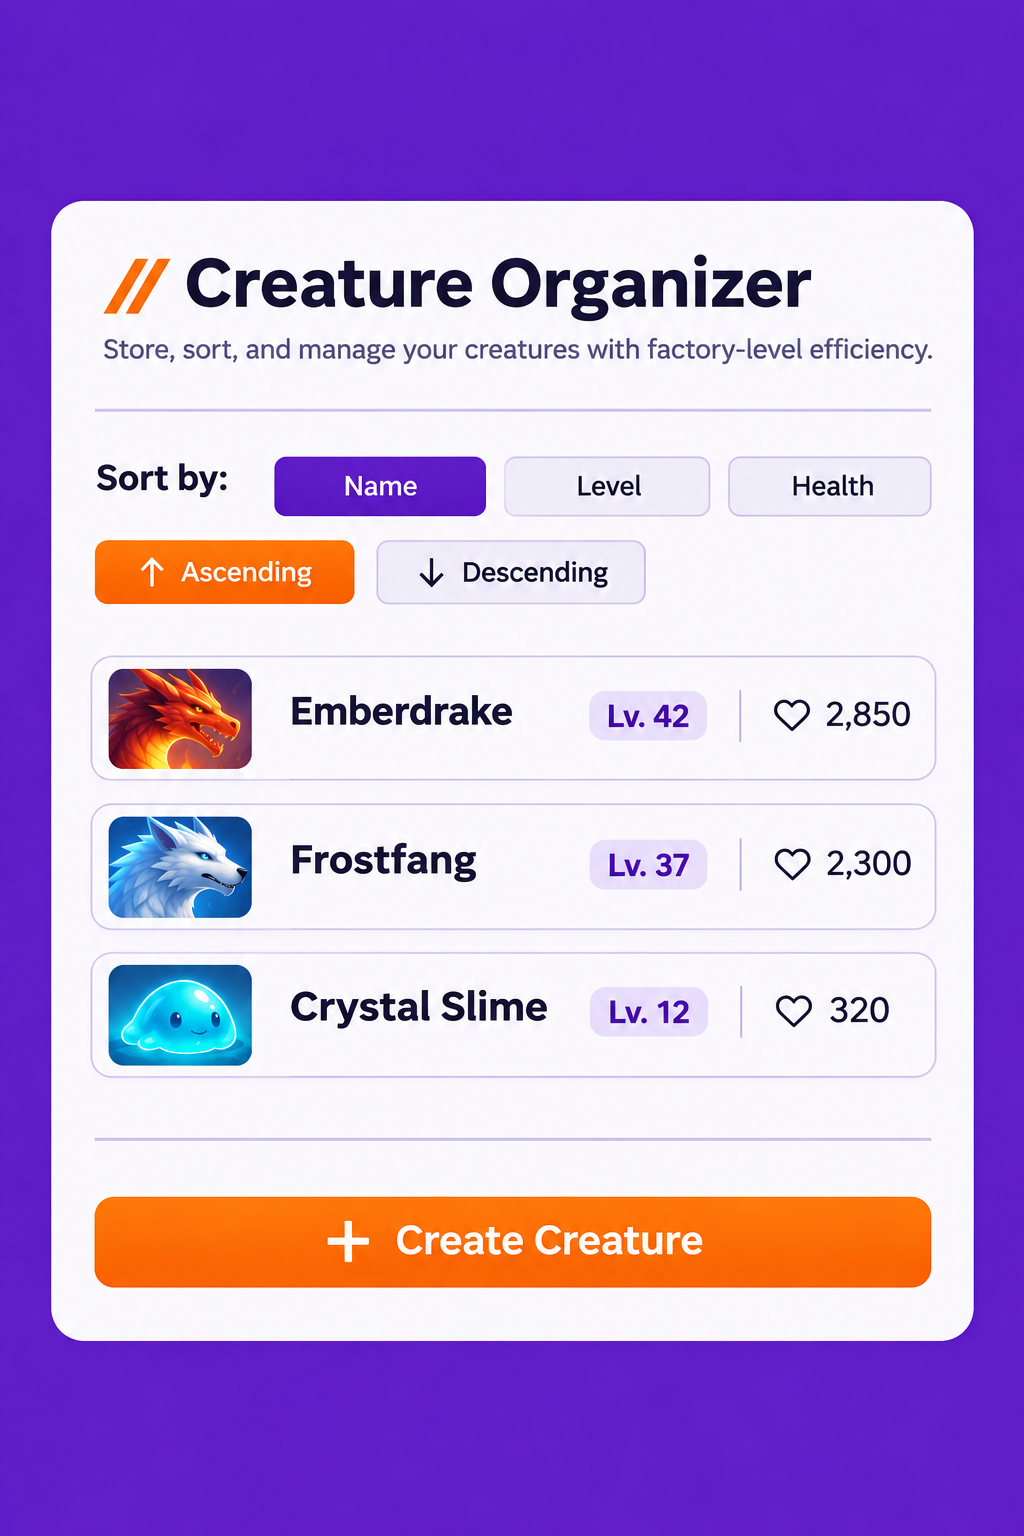 // Creature Organizer
Store, sort, and manage your creatures with factory-level efficiency.
Sort by: Name Level Health
↑ Ascending ↓ Descending
Emberdrake Lv. 42 2,850
Frostfang Lv. 37 2,300
Crystal Slime Lv. 12 320
+ Create Creature